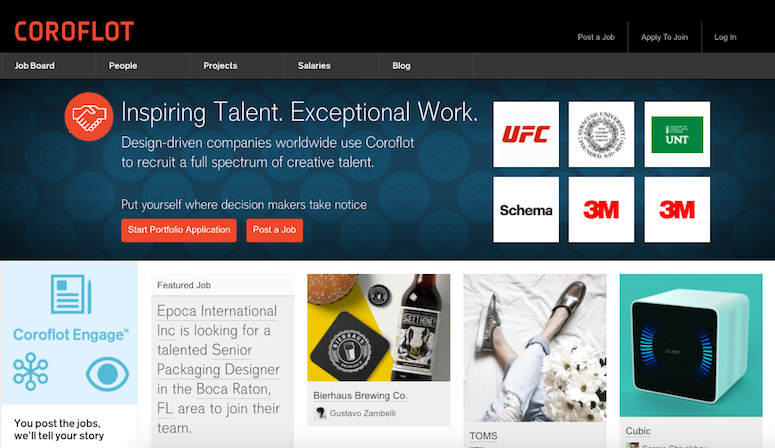 COROFLOT
Post a Job
Apply To Join
Log In
Job Board
People
Projects
Salaries
Blog
Inspiring Talent. Exceptional Work.
Design-driven companies worldwide use Coroflot
to recruit a full spectrum of creative talent.
Put yourself where decision makers take notice
Start Portfolio Application
Post a Job
UFC
SYRACUSE UNIVERSITY
FOUNDED A·D·1870
UNT
Schema
3M
3M
Coroflot Engage™
You post the jobs,
we'll tell your story
Featured Job
Epoca International
Inc is looking for a
talented Senior
Packaging Designer
in the Boca Raton,
FL area to join their
team.
BIERHAUS
SWEET HONEY
Bierhaus Brewing Co.
Gustavo Zambelli
TOMS
CUBIC
Cubic